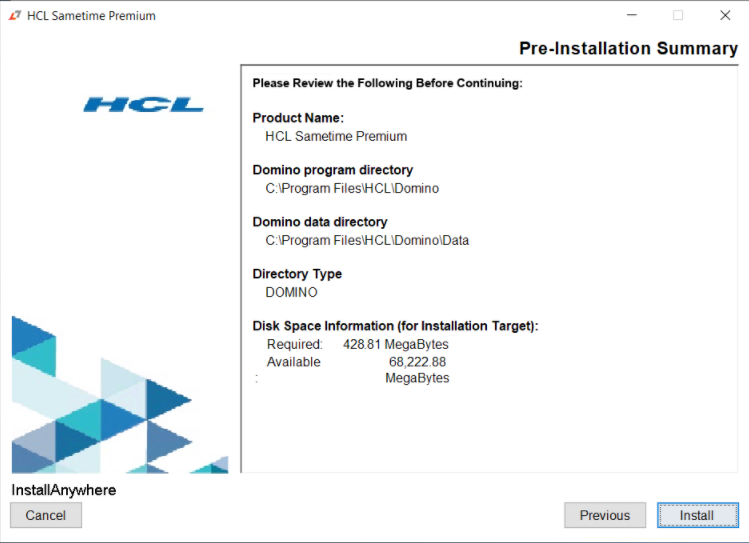 HCL Sametime Premium
Pre-Installation Summary
HCL
Please Review the Following Before Continuing:
Product Name:
HCL Sametime Premium
Domino program directory
C:\Program Files\HCL\Domino
Domino data directory
C:\Program Files\HCL\Domino\Data
Directory Type
DOMINO
Disk Space Information (for Installation Target):
Required: 428.81 MegaBytes
Available 68,222.88
: MegaBytes
InstallAnywhere
Cancel Previous Install